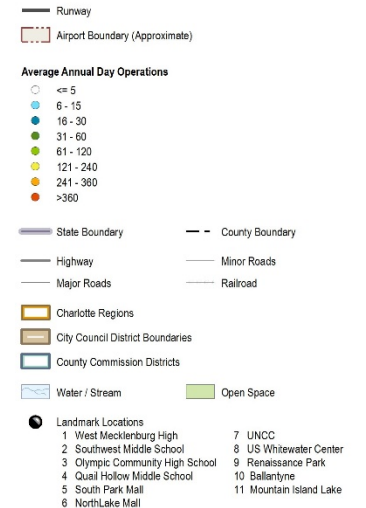 Runway
Airport Boundary (Approximate)
Average Annual Day Operations
<= 5
6 - 15
16 - 30
31 - 60
61 - 120
121 - 240
241 - 360
>360
State Boundary
County Boundary
Highway
Minor Roads
Major Roads
Railroad
Charlotte Regions
City Council District Boundaries
County Commission Districts
Water / Stream
Open Space
Landmark Locations
1 West Mecklenburg High
2 Southwest Middle School
3 Olympic Community High School
4 Quail Hollow Middle School
5 South Park Mall
6 NorthLake Mall
7 UNCC
8 US Whitewater Center
9 Renaissance Park
10 Ballantyne
11 Mountain Island Lake